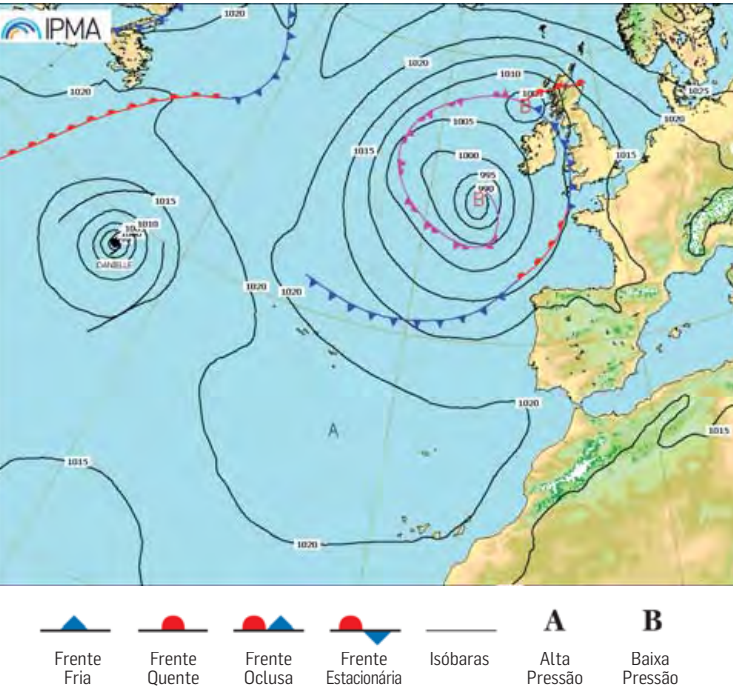 IPMA
1020
1020
1020
1010
1025
1020
1005
1015
1000
1015
995
990
B
B
1015
1010
DANIELLE
1020
1020
A
1020
1015
1015
1020
A
B
Frente
Fria
Frente
Quente
Frente
Oclusa
Frente
Estacionária
Isóbaras
Alta
Pressão
Baixa
Pressão